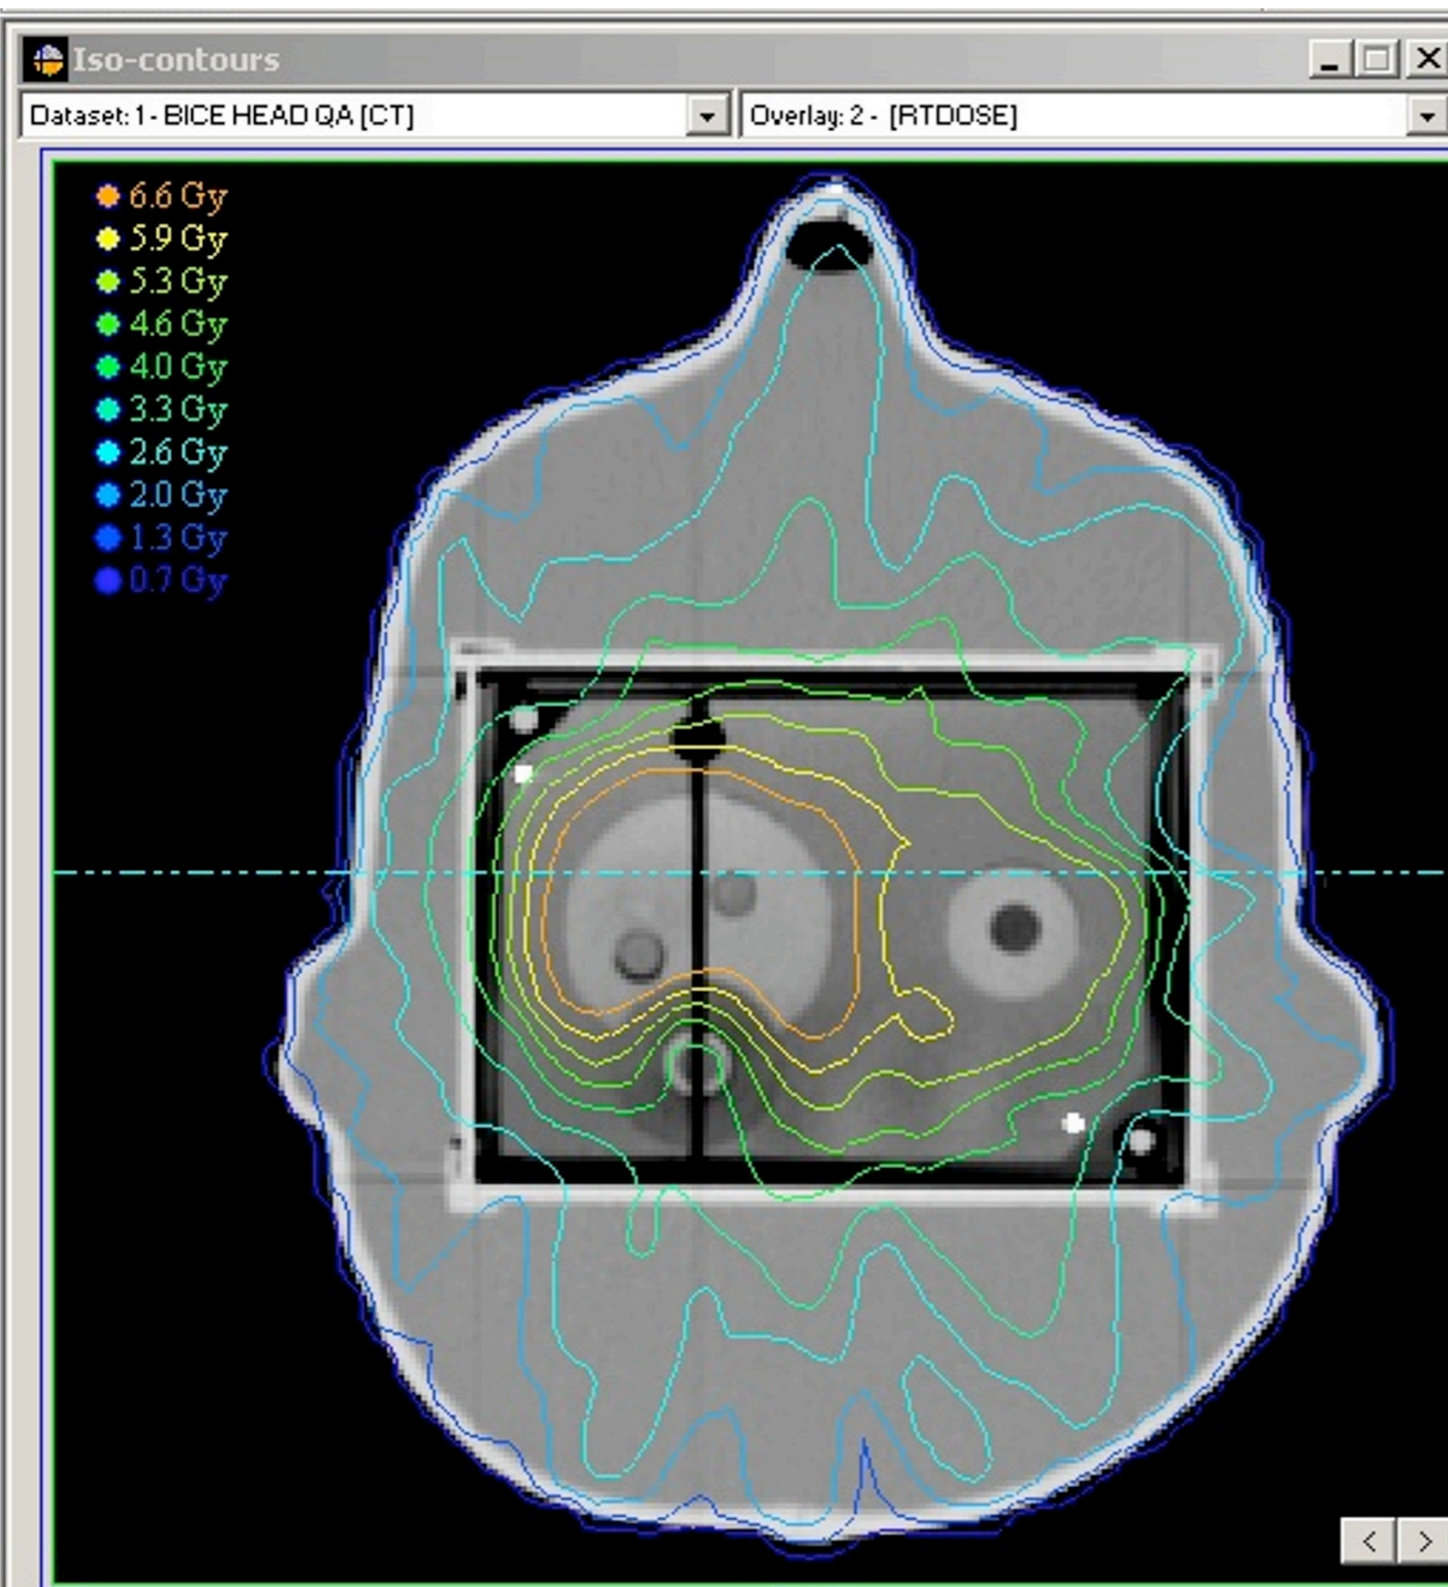 Iso-contours
Dataset: 1 - BICE HEAD QA [CT]
Overlay: 2 - [RTDOSE]
6.6 Gy
5.9 Gy
5.3 Gy
4.6 Gy
4.0 Gy
3.3 Gy
2.6 Gy
2.0 Gy
1.3 Gy
0.7 Gy